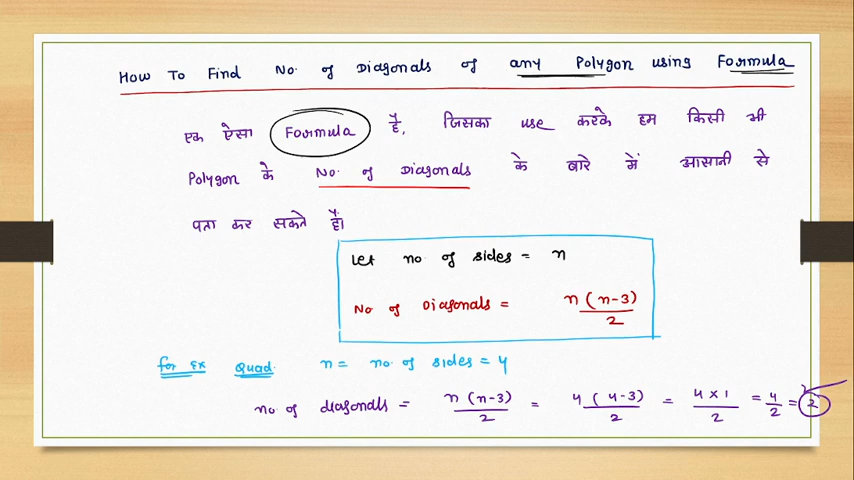 How To Find No. of Diagonals of any Polygon using Formula
एक ऐसा Formula है, जिसका use करके हम किसी भी
Polygon के No. of Diagonals के बारे में आसानी से
पता कर सकते हैं।
Let no. of sides = n
No of Diagonals = n(n-3)/2
for Ex Quad. n = no. of sides = 4
no. of diagonals = n(n-3)/2 = 4(4-3)/2 = 4×1/2 = 4/2 = 2